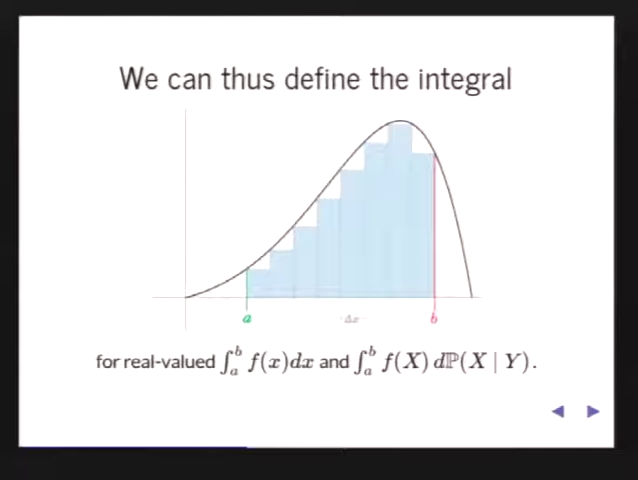 We can thus define the integral
a Δx b
for real-valued ∫_a^b f(x)dx and ∫_a^b f(X) dℙ(X | Y).